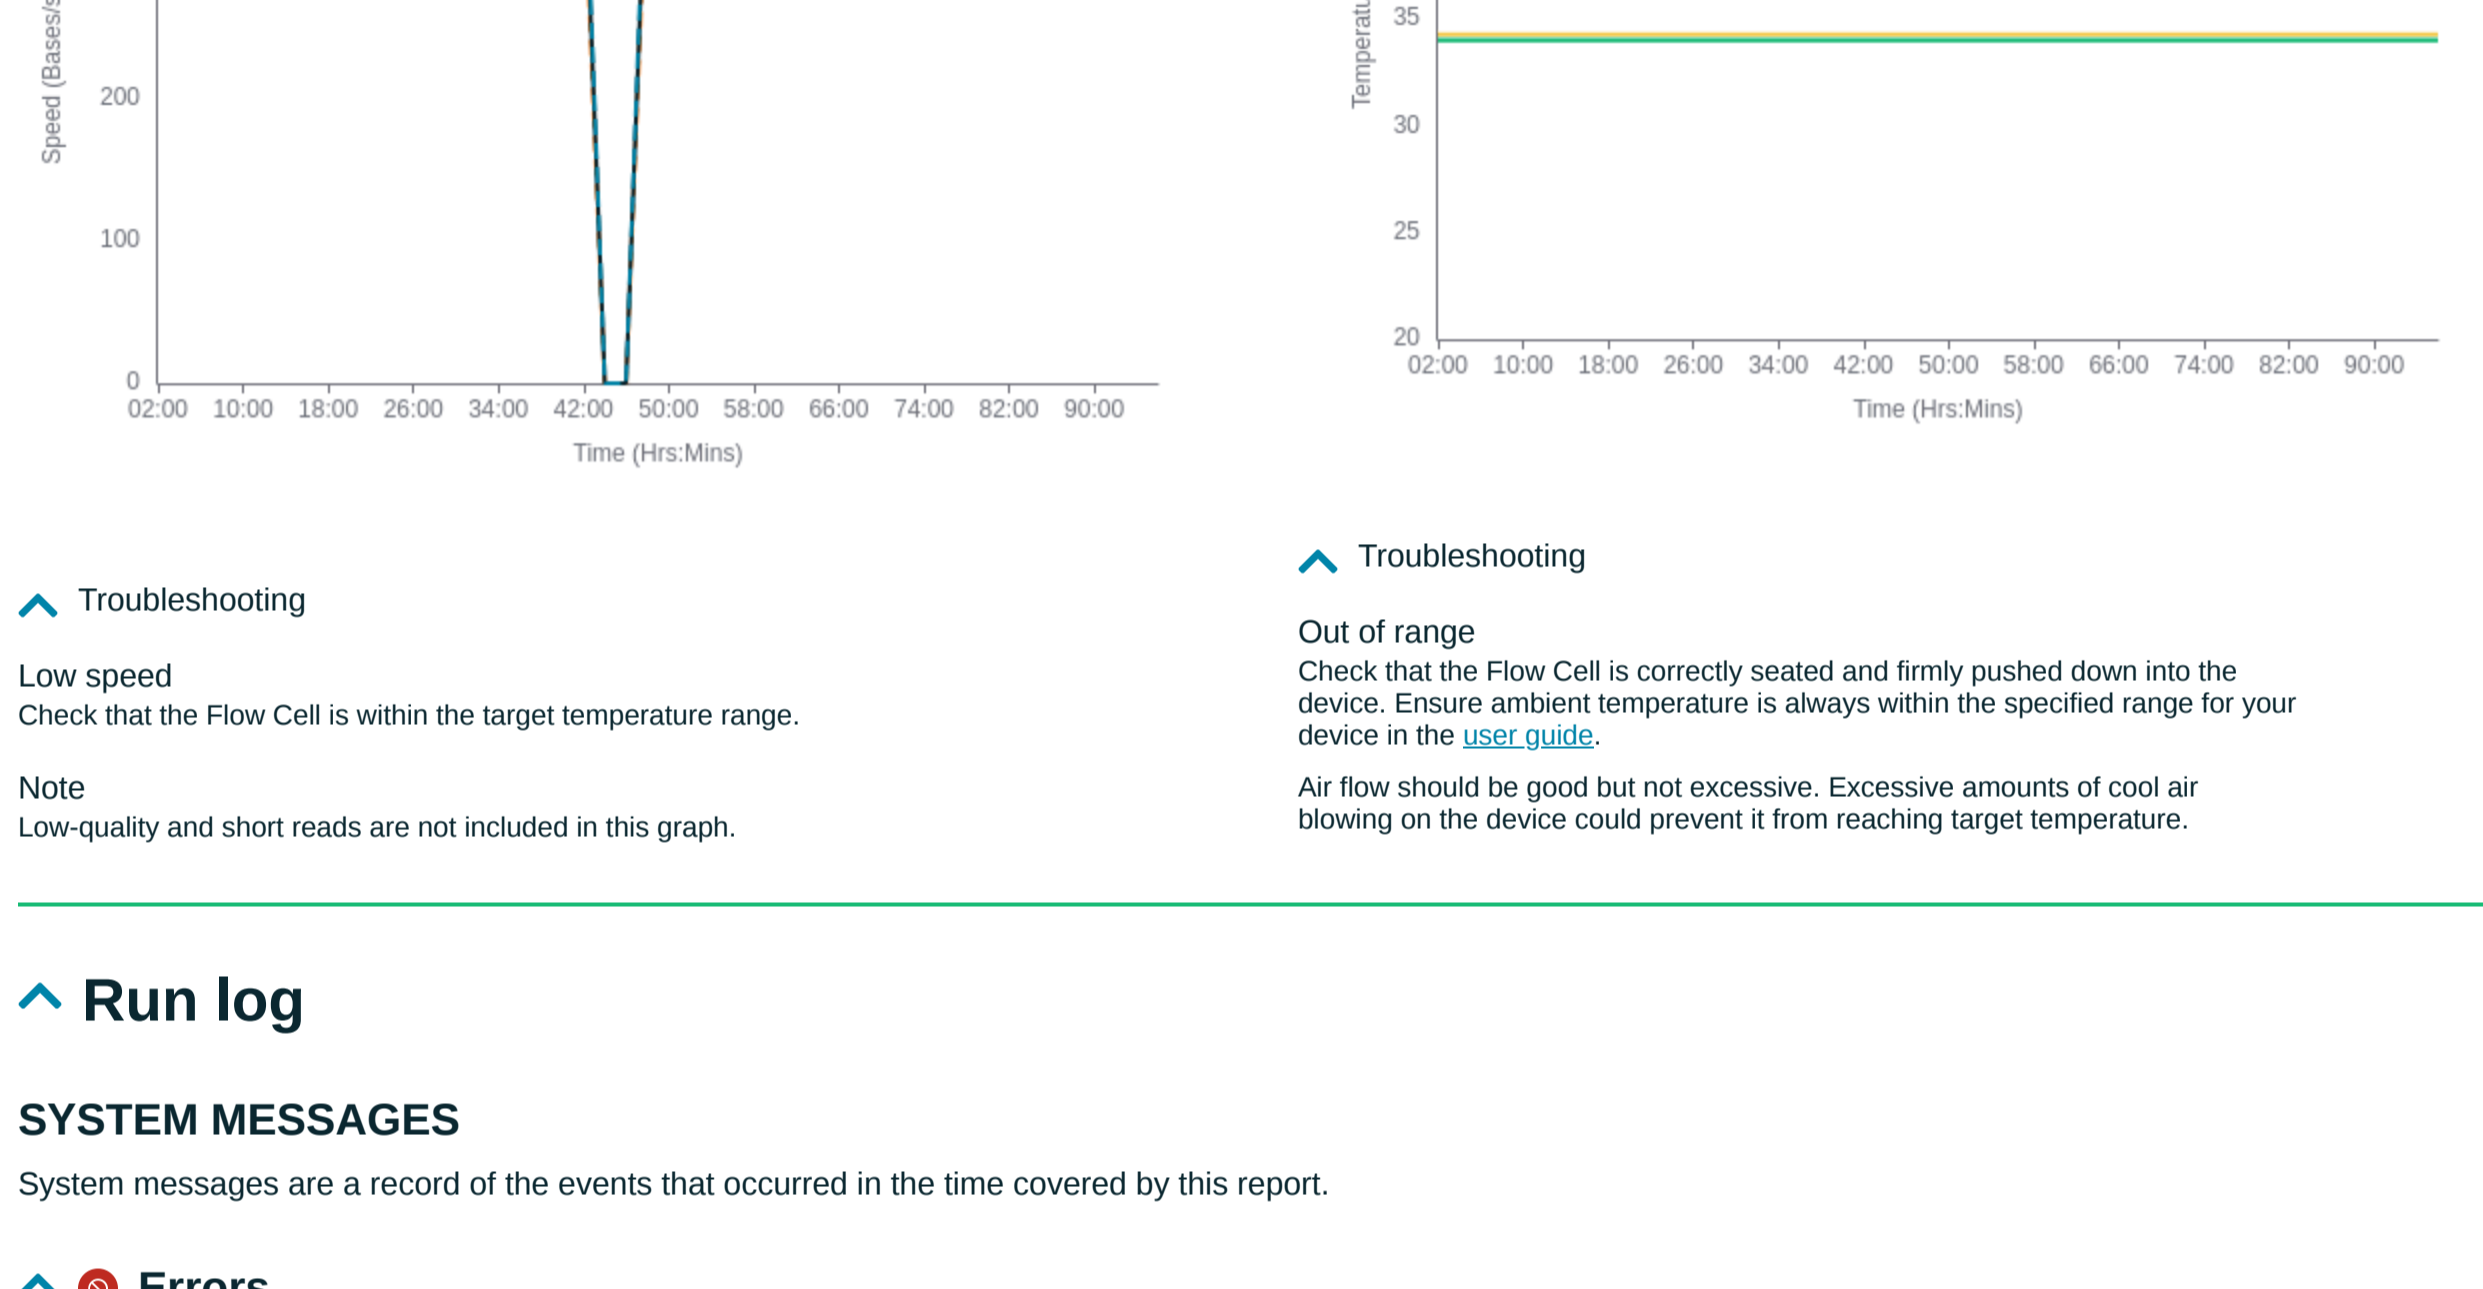 Speed (Bases/s
200
100
0
02:00 10:00 18:00 26:00 34:00 42:00 50:00 58:00 66:00 74:00 82:00 90:00
Time (Hrs:Mins)
Troubleshooting
Low speed
Check that the Flow Cell is within the target temperature range.
Note
Low-quality and short reads are not included in this graph.
35
30
25
20
02:00 10:00 18:00 26:00 34:00 42:00 50:00 58:00 66:00 74:00 82:00 90:00
Time (Hrs:Mins)
Troubleshooting
Out of range
Check that the Flow Cell is correctly seated and firmly pushed down into the
device. Ensure ambient temperature is always within the specified range for your
device in the user guide.
Air flow should be good but not excessive. Excessive amounts of cool air
blowing on the device could prevent it from reaching target temperature.
Run log
SYSTEM MESSAGES
System messages are a record of the events that occurred in the time covered by this report.
Errors